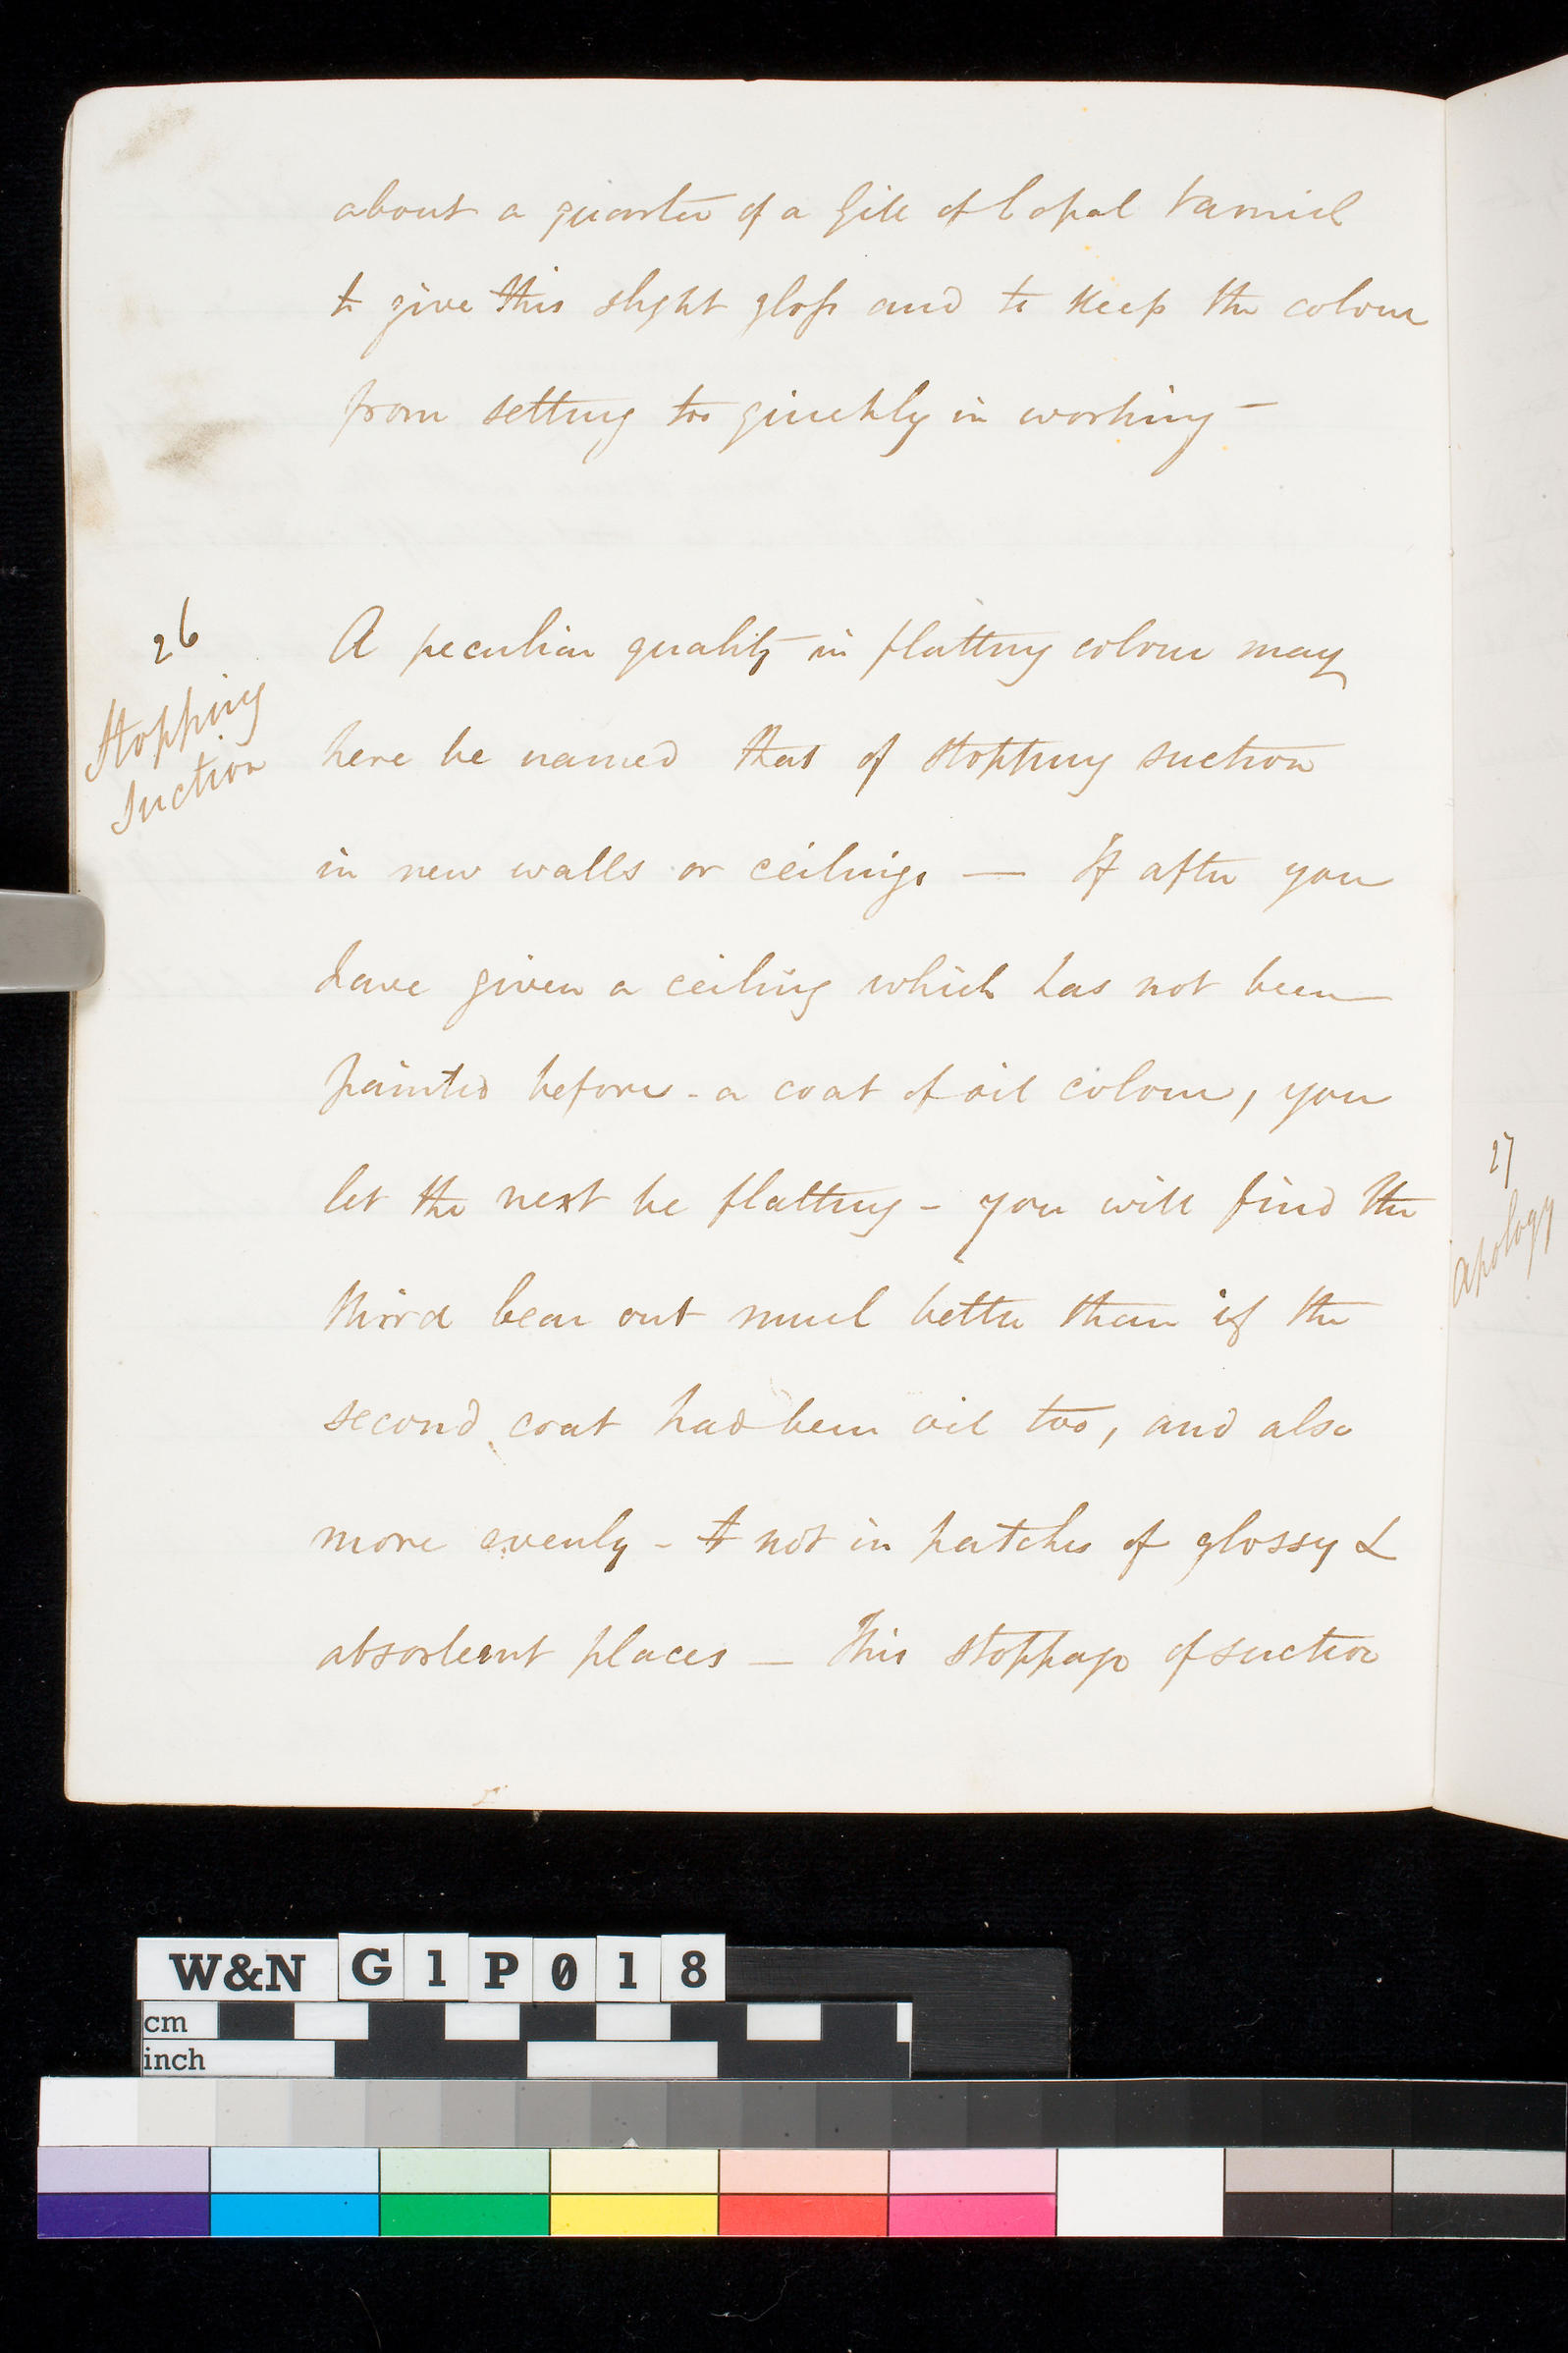 about a quarter of a Gill of Copal Varnish
to give this slight gloss and to keep the colour
from setting too quickly in working -
26
Stopping
Suction
A peculiar quality in flatting colour may
here be named that of stopping suction
in new walls or ceilings — If after you
have given a ceiling which has not been
painted before - a coat of oil colour, you
let the next be flatting - you will find the
third bear out much better than if the
second coat had been oil too, and also
more evenly - & not in patches of glossy &
absorbent places — This stoppage of suction
27
apology
W&N G1P018
cm
inch